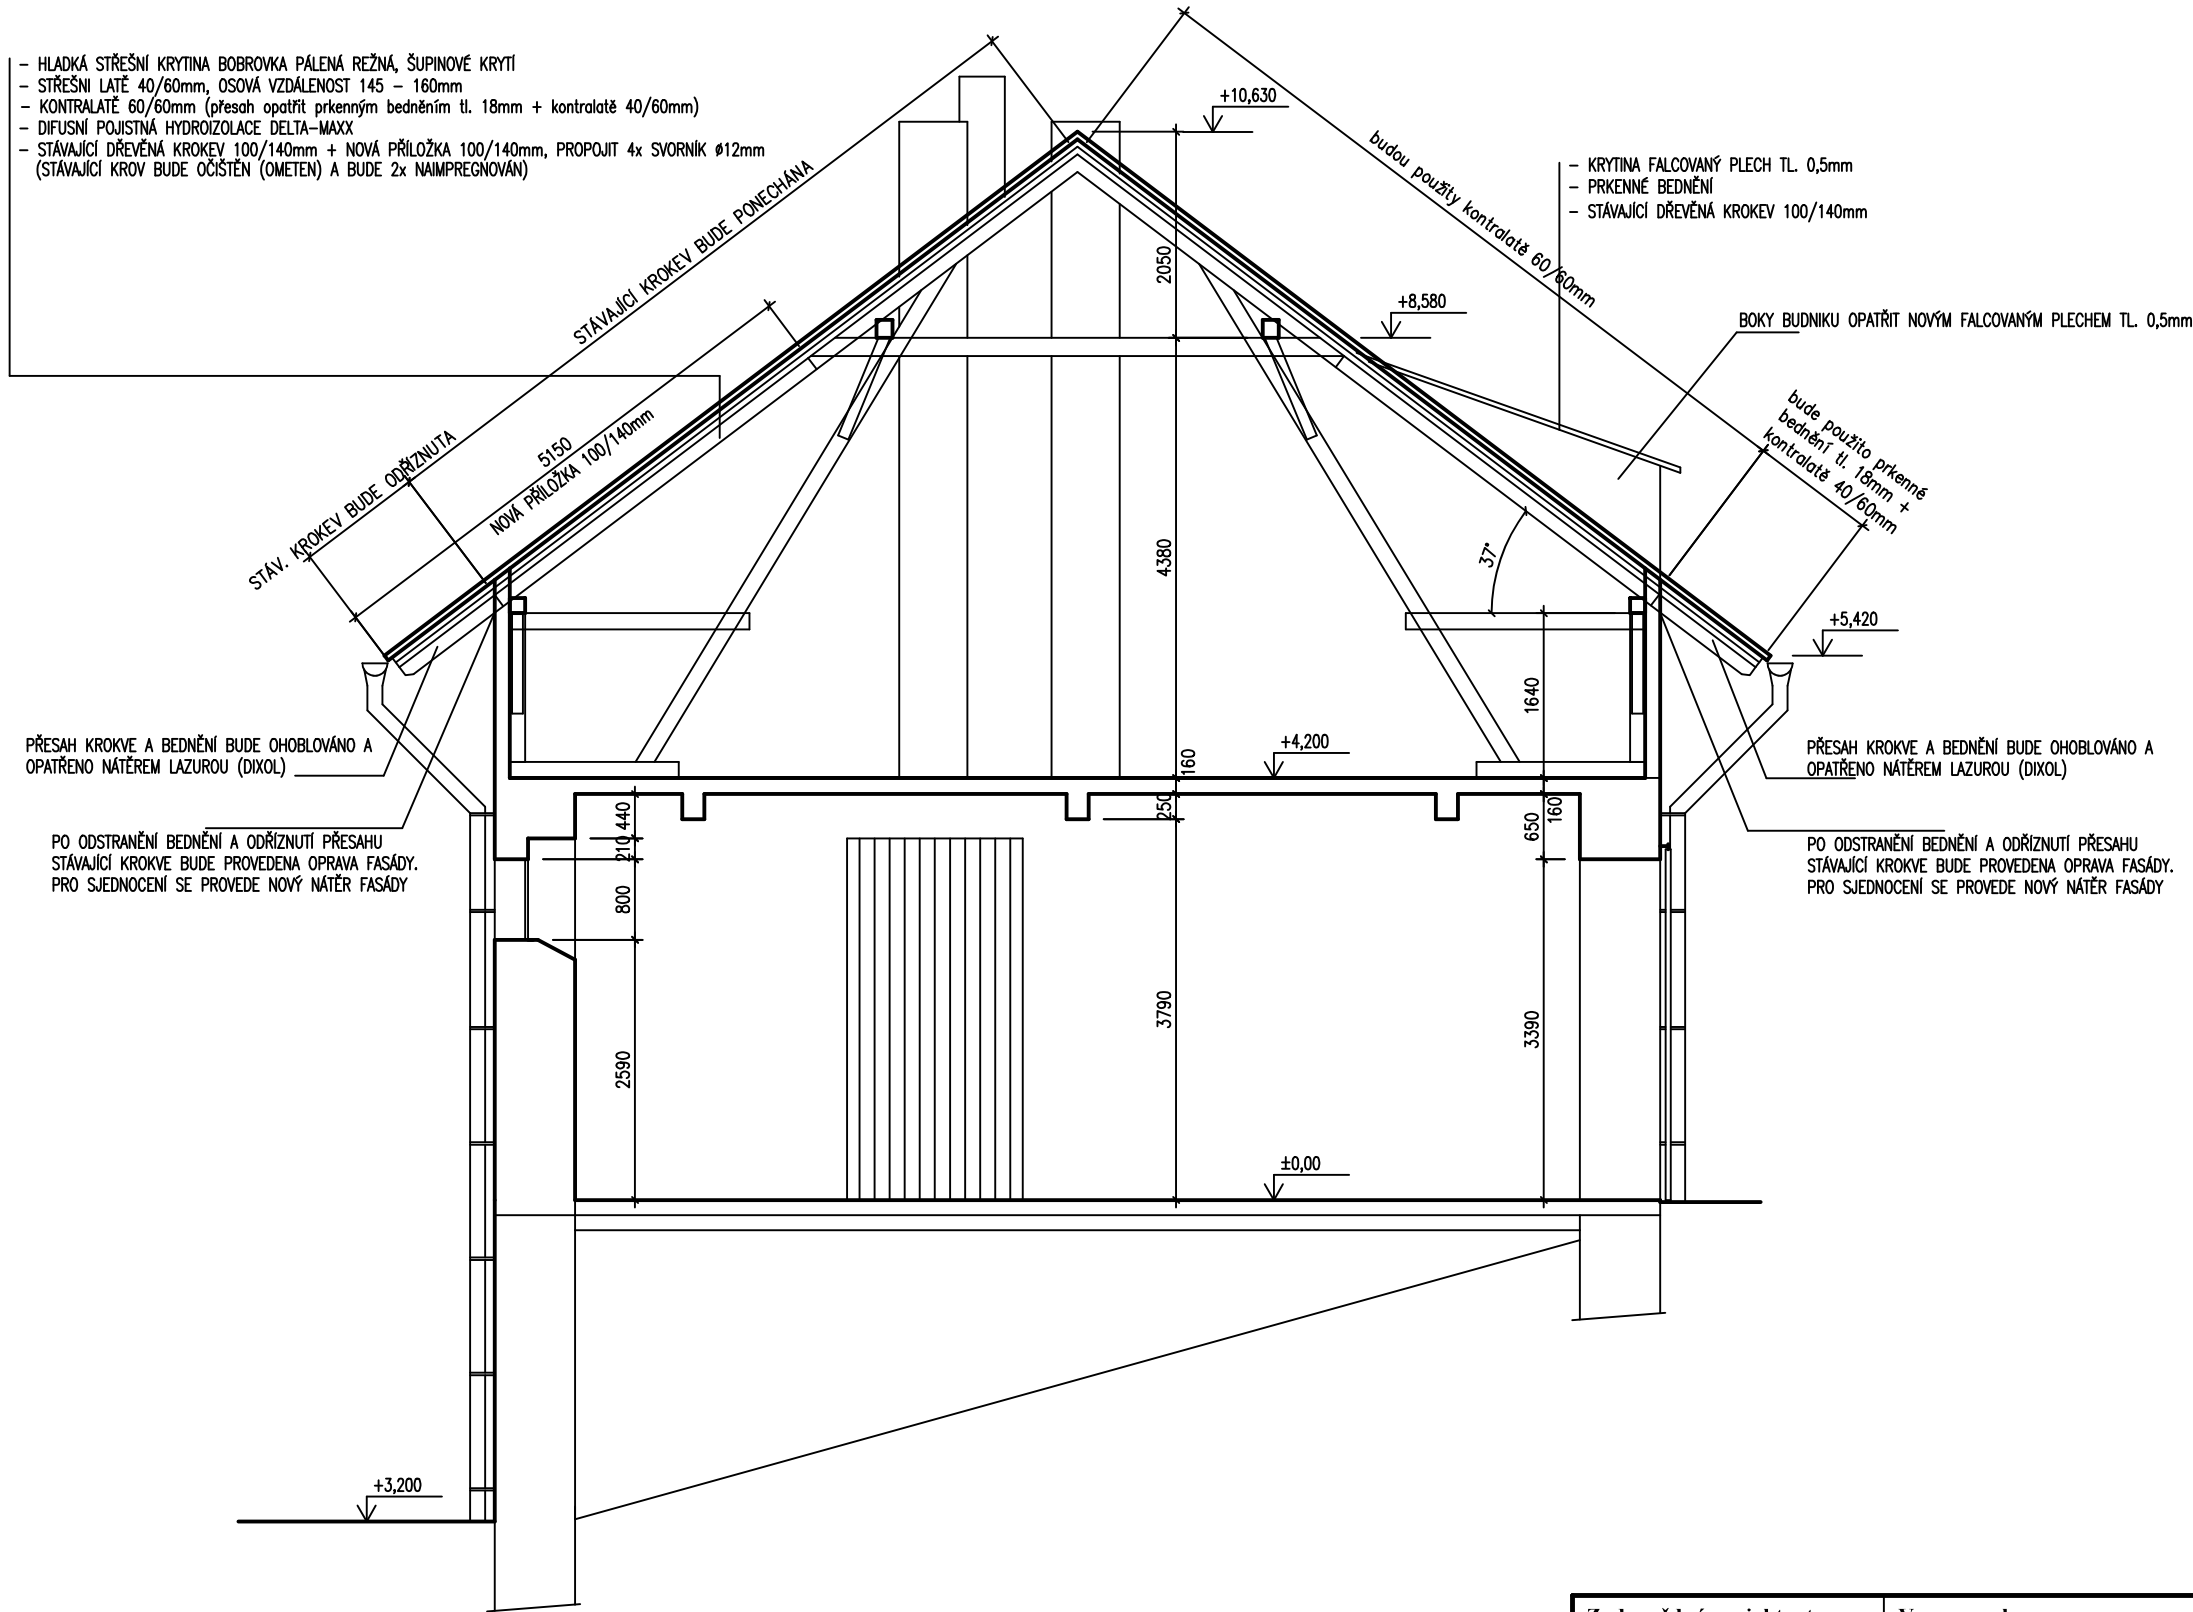 - HLADKÁ STŘEŠNÍ KRYTINA BOBROVKA PÁLENÁ REŽNÁ, ŠUPINOVÉ KRYTÍ
- STŘEŠNI LATĚ 40/60mm, OSOVÁ VZDÁLENOST 145 - 160mm
- KONTRALATĚ 60/60mm (přesah opatřit prkenným bedněním tl. 18mm + kontralatě 40/60mm)
- DIFUSNÍ POJISTNÁ HYDROIZOLACE DELTA-MAXX
- STÁVAJÍCÍ DŘEVĚNÁ KROKEV 100/140mm + NOVÁ PŘÍLOŽKA 100/140mm, PROPOJIT 4x SVORNÍK ø12mm
(STÁVAJÍCÍ KROV BUDE OČIŠTĚN (OMETEN) A BUDE 2x NAIMPREGNOVÁN)
+10,630
budou použity kontralatě 60/60mm
- KRYTINA FALCOVANÝ PLECH TL. 0,5mm
- PRKENNÉ BEDNĚNÍ
- STÁVAJÍCÍ DŘEVĚNÁ KROKEV 100/140mm
STÁVAJÍCÍ KROKEV BUDE PONECHÁNA
2050
+8,580
BOKY BUDNIKU OPATŘIT NOVÝM FALCOVANÝM PLECHEM TL. 0,5mm
STÁV. KROKEV BUDE ODŘÍZNUTA
5150
NOVÁ PŘÍLOŽKA 100/140mm
bude použito prkenné
bednění tl. 18mm +
kontralatě 40/60mm
4380
37°
+5,420
1640
PŘESAH KROKVE A BEDNĚNÍ BUDE OHOBLOVÁNO A
OPATŘENO NÁTĚREM LAZUROU (DIXOL)
160
+4,200
PŘESAH KROKVE A BEDNĚNÍ BUDE OHOBLOVÁNO A
OPATŘENO NÁTĚREM LAZUROU (DIXOL)
440
250
160
650
210
PO ODSTRANĚNÍ BEDNĚNÍ A ODŘÍZNUTÍ PŘESAHU
STÁVAJÍCÍ KROKVE BUDE PROVEDENA OPRAVA FASÁDY.
PRO SJEDNOCENÍ SE PROVEDE NOVÝ NÁTĚR FASÁDY
800
PO ODSTRANĚNÍ BEDNĚNÍ A ODŘÍZNUTÍ PŘESAHU
STÁVAJÍCÍ KROKVE BUDE PROVEDENA OPRAVA FASÁDY.
PRO SJEDNOCENÍ SE PROVEDE NOVÝ NÁTĚR FASÁDY
2590
3790
3390
±0,00
+3,200